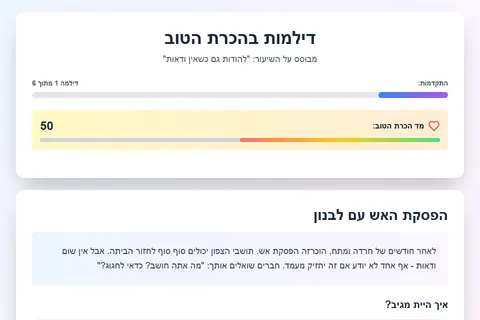 דילמות בהכרת הטוב
מבוסס על השיעור: "להודות גם כשאין ודאות"
התקדמות:
דילמה 1 מתוך 6
מד הכרת הטוב:
50
הפסקת האש עם לבנון
לאחר חודשים של חרדה ומתח, הוכרזה הפסקת אש. תושבי הצפון יכולים סוף סוף לחזור הביתה. אבל אין שום
ודאות - אף אחד לא יודע אם זה יחזיק מעמד. חברים שואלים אותך: "מה אתה חושב? כדאי לחגוג?"
איך היית מגיב?